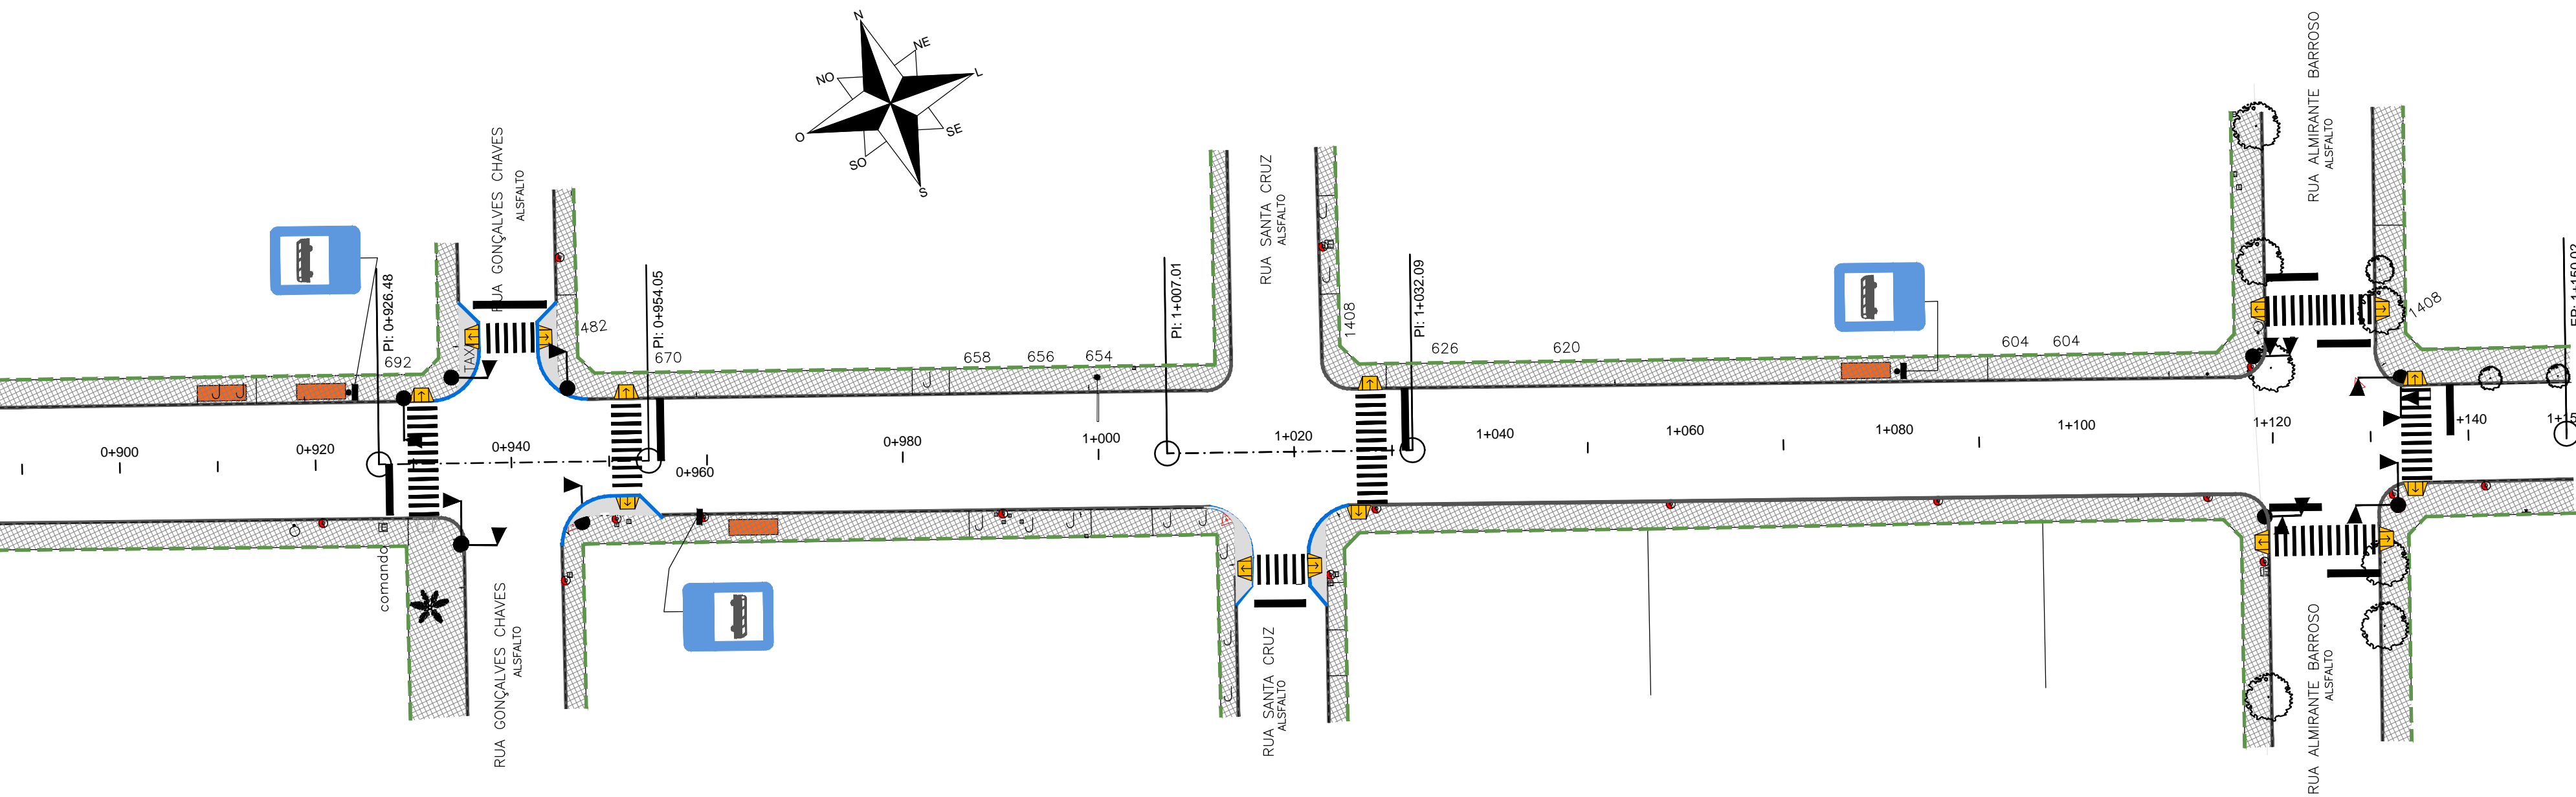 N
NE
L
SE
S
SO
O
NO
RUA GONÇALVES CHAVES
ALSFALTO
RUA SANTA CRUZ
ALSFALTO
RUA ALMIRANTE BARROSO
ALSFALTO
PI: 0+926.48
PI: 0+954.05
PI: 1+007.01
PI: 1+032.09
692
TAXI
482
670
658
656
654
1408
626
620
604
604
1408
0+900
0+920
0+940
0+960
0+980
1+000
1+020
1+040
1+060
1+080
1+100
1+120
+140
comando
RUA GONÇALVES CHAVES
ALSFALTO
RUA SANTA CRUZ
ALSFALTO
RUA ALMIRANTE BARROSO
ALSFALTO